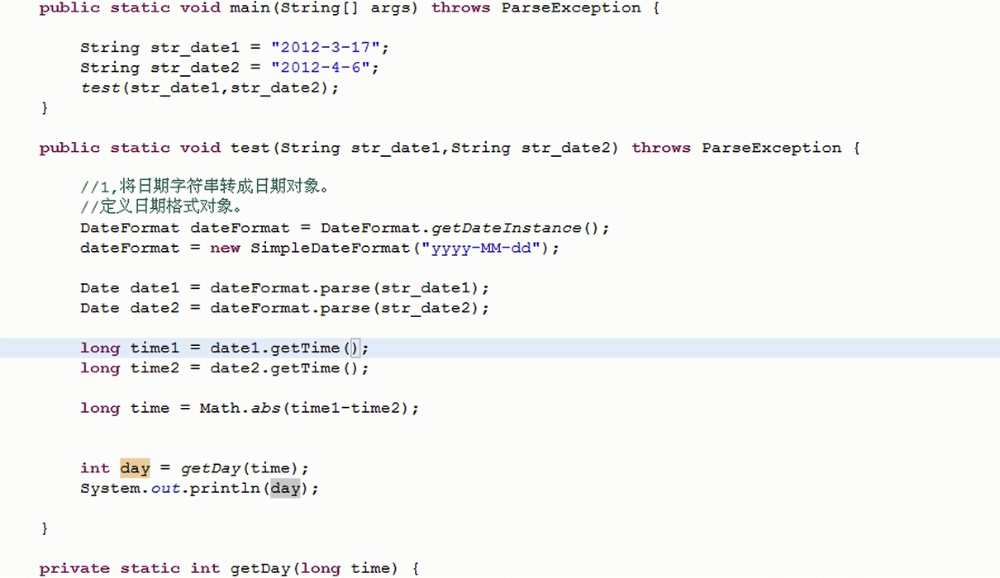 public static void main(String[] args) throws ParseException {
String str_date1 = "2012-3-17";
String str_date2 = "2012-4-6";
test(str_date1,str_date2);
}
public static void test(String str_date1,String str_date2) throws ParseException {
//1,将日期字符串转成日期对象。
//定义日期格式对象。
DateFormat dateFormat = DateFormat.getDateInstance();
dateFormat = new SimpleDateFormat("yyyy-MM-dd");
Date date1 = dateFormat.parse(str_date1);
Date date2 = dateFormat.parse(str_date2);
long time1 = date1.getTime();
long time2 = date2.getTime();
long time = Math.abs(time1-time2);
int day = getDay(time);
System.out.println(day);
}
private static int getDay(long time) {